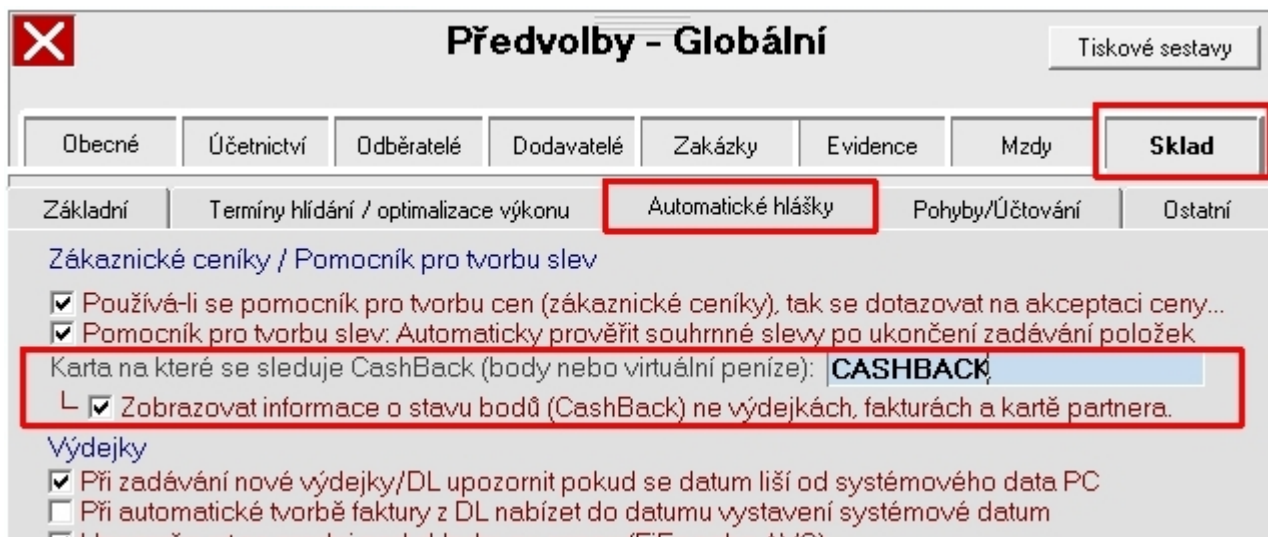 Předvolby - Globální
Tiskové sestavy
Obecné Účetnictví Odběratelé Dodavatelé Zakázky Evidence Mzdy Sklad
Základní Termíny hlídání / optimalizace výkonu Automatické hlášky Pohyby/Účtování Ostatní
Zákaznické ceníky / Pomocník pro tvorbu slev
Používá-li se pomocník pro tvorbu cen (zákaznické ceníky), tak se dotazovat na akceptaci ceny...
Pomocník pro tvorbu slev: Automaticky prověřit souhrnné slevy po ukončení zadávání položek
Karta na které se sleduje CashBack (body nebo virtuální peníze): CASHBACK
Zobrazovat informace o stavu bodů (CashBack) ne výdejkách, fakturách a kartě partnera.
Výdejky
Při zadávání nové výdejky/DL upozornit pokud se datum liší od systémového data PC
Při automatické tvorbě faktury z DL nabízet do datumu vystavení systémové datum